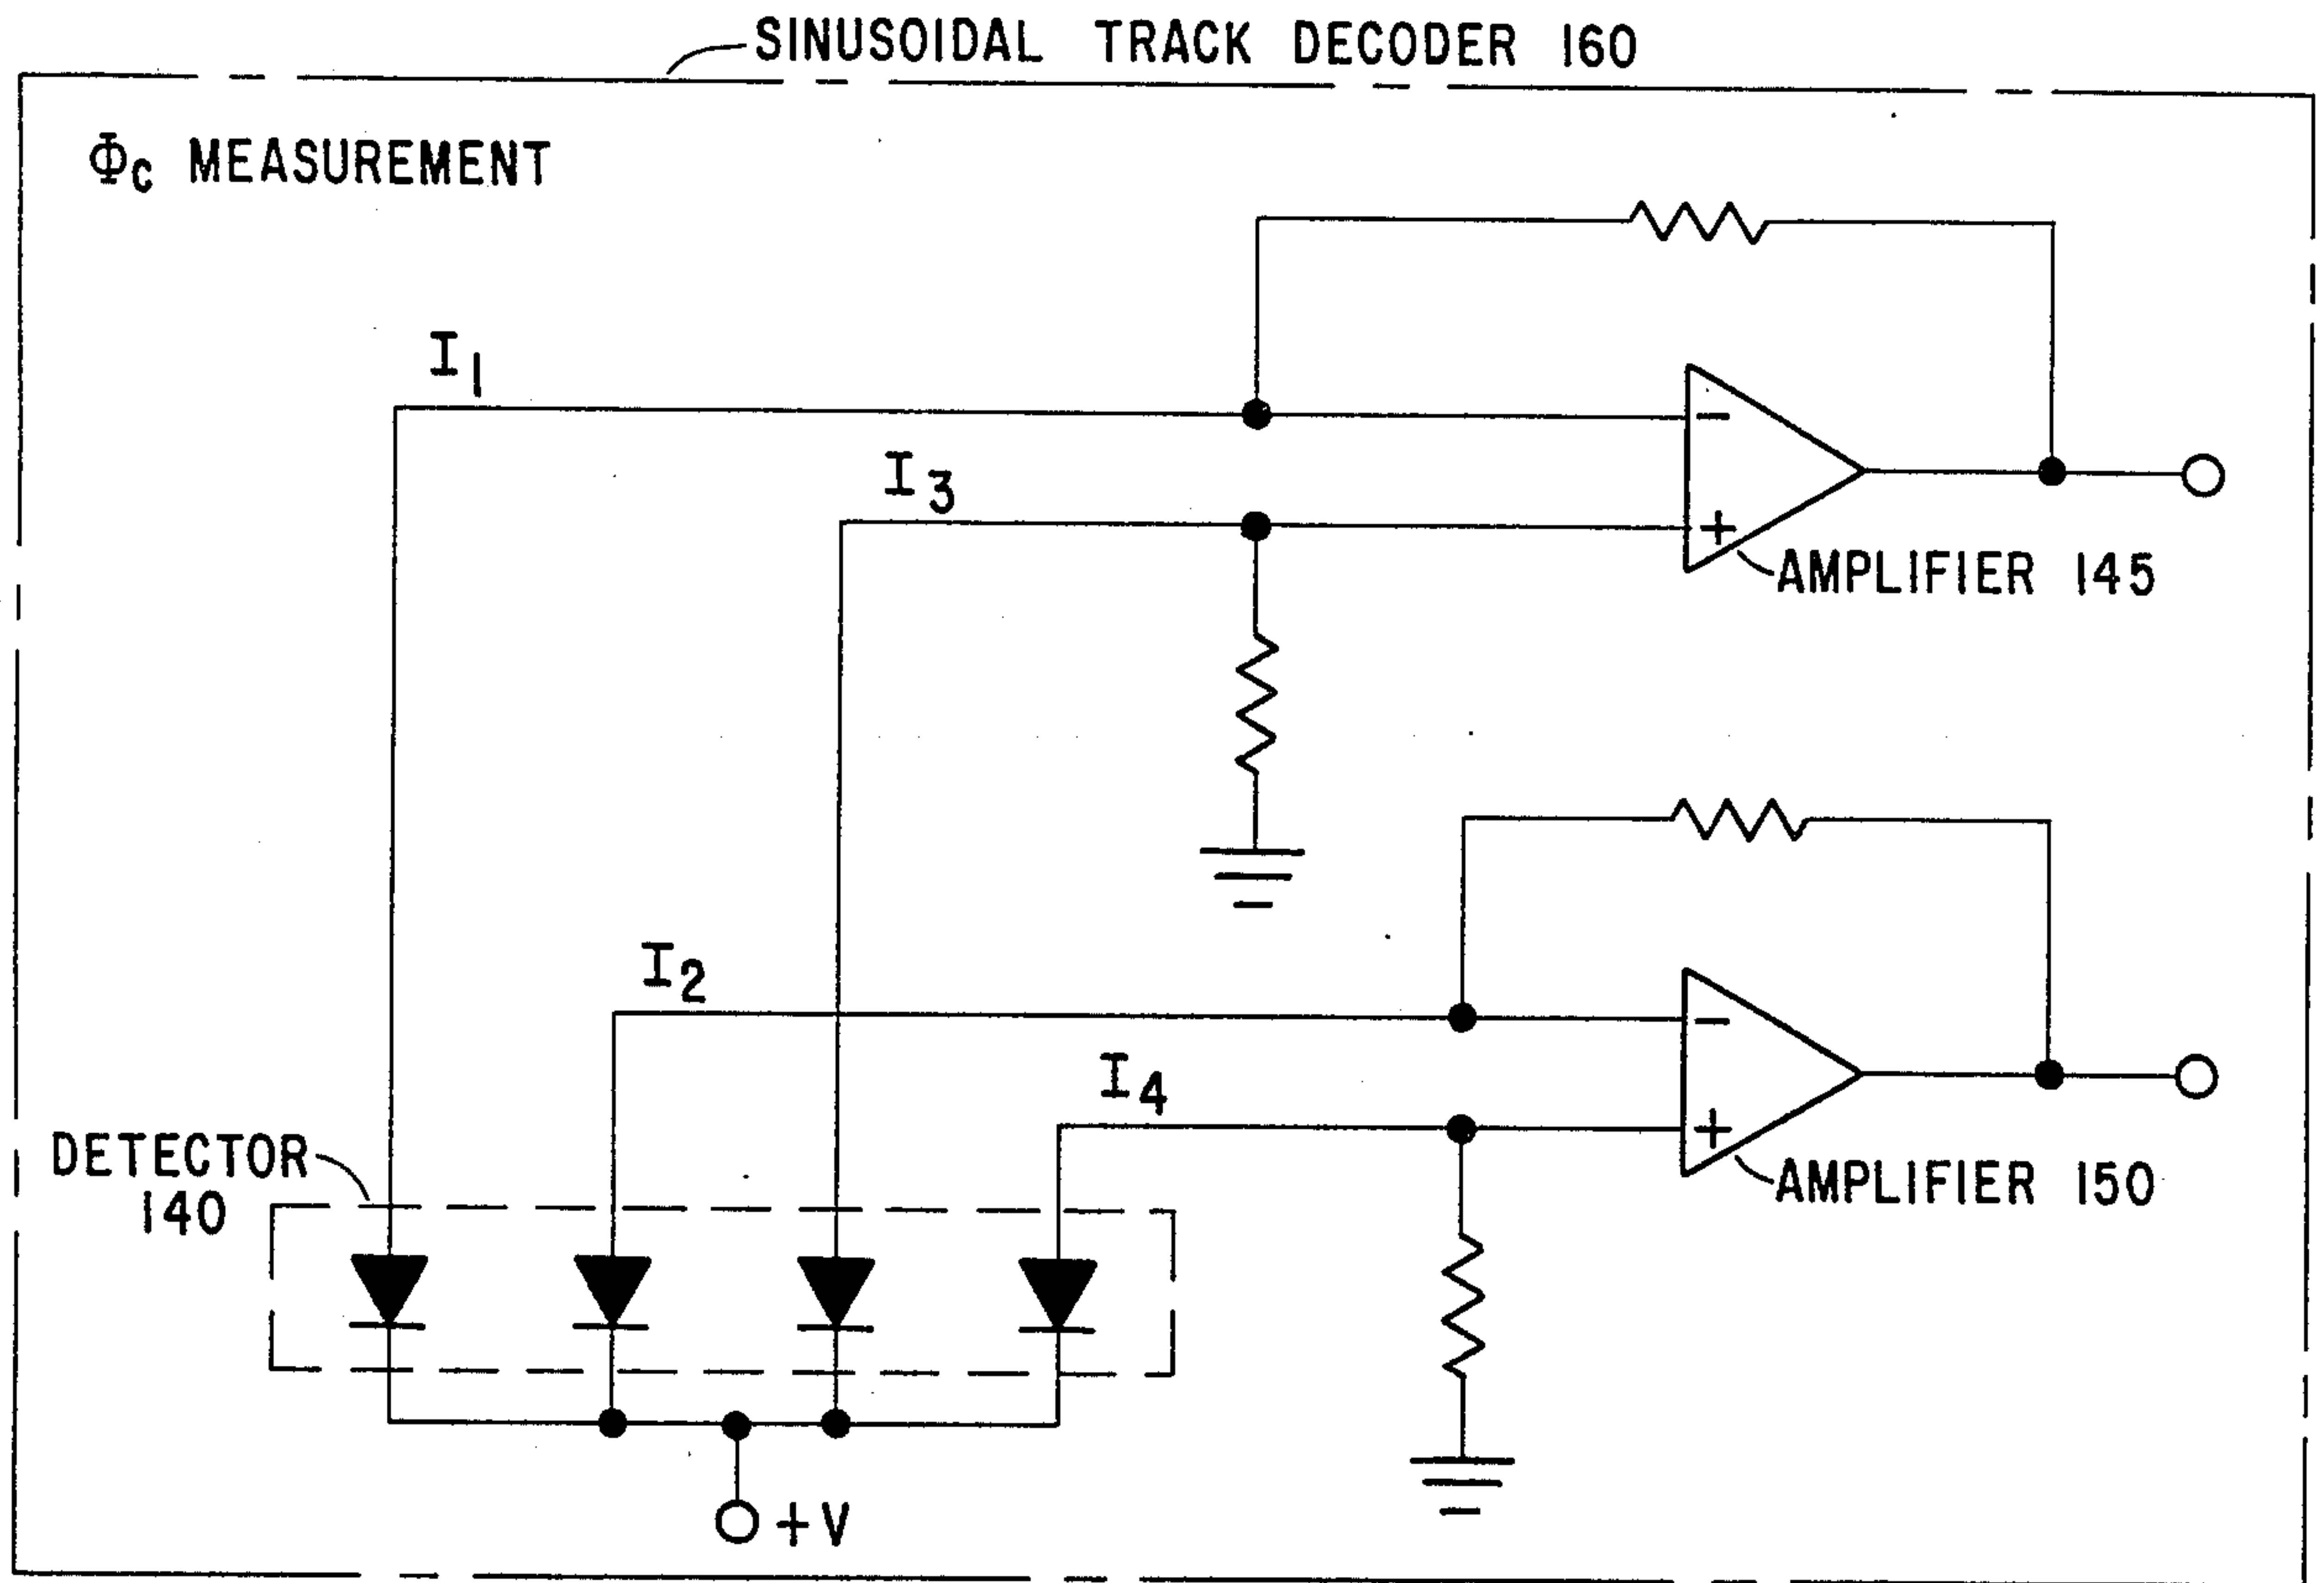 SINUSOIDAL TRACK DECODER 160
Φc MEASUREMENT
I1
I3
−
+
AMPLIFIER 145
I2
I4
−
+
AMPLIFIER 150
DETECTOR
140
+V